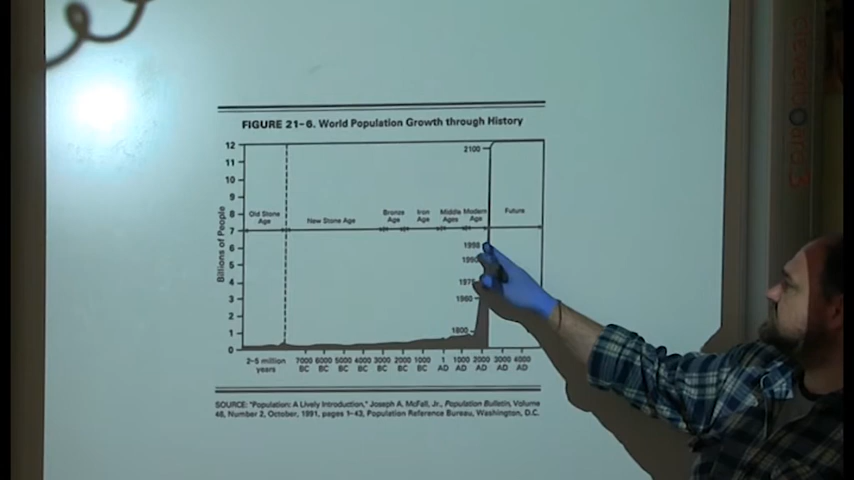 FIGURE 21-6. World Population Growth through History
12
2100
11
10
9
Old Stone Age
New Stone Age
Bronze Age
Iron Age
Middle Ages
Modern Age
Future
8
7
6
5
4
3
2
1
0
Billions of People
1960
1800
2-5 million years
7000 BC
6000 BC
5000 BC
4000 BC
3000 BC
2000 BC
1000 BC
1 AD
1000 AD
2000 AD
3000 AD
4000 AD
SOURCE: "Population: A Lively Introduction," Joseph A. McFall, Jr., Population Bulletin, Volume
46, Number 2, October, 1991, pages 1-43, Population Reference Bureau, Washington, D.C.